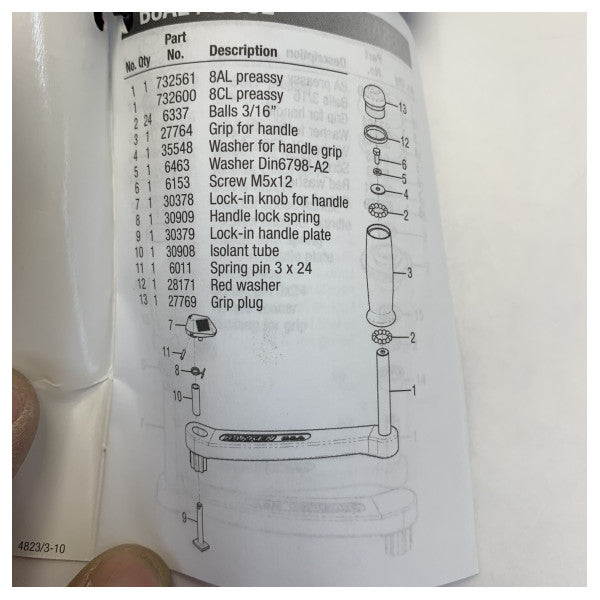 Part
No. Qty No. Description
1 1 732561 8AL preassy
1 732600 8CL preassy
2 24 6337 Balls 3/16"
3 1 27764 Grip for handle
4 1 35548 Washer for handle grip
5 1 6463 Washer Din6798-A2
6 1 6153 Screw M5x12
7 1 30378 Lock-in knob for handle
8 1 30909 Handle lock spring
9 1 30379 Lock-in handle plate
10 1 30908 Isolant tube
11 1 6011 Spring pin 3 x 24
12 1 28171 Red washer
13 1 27769 Grip plug
13
12
6
5
4
2
3
7
2
11
8
1
10
9
4823/3-10